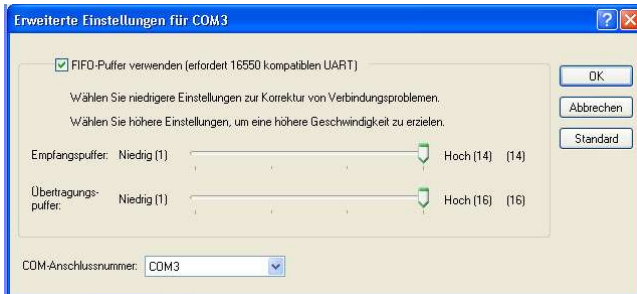 Erweiterte Einstellungen für COM3
FIFO-Puffer verwenden (erfordert 16550 kompatiblen UART)
OK
Wählen Sie niedrigere Einstellungen zur Korrektur von Verbindungsproblemen.
Abbrechen
Wählen Sie höhere Einstellungen, um eine höhere Geschwindigkeit zu erzielen.
Standard
Empfangspuffer: Niedrig (1) Hoch (14) (14)
Übertragungs-
puffer: Niedrig (1) Hoch (16) (16)
COM-Anschlussnummer: COM3